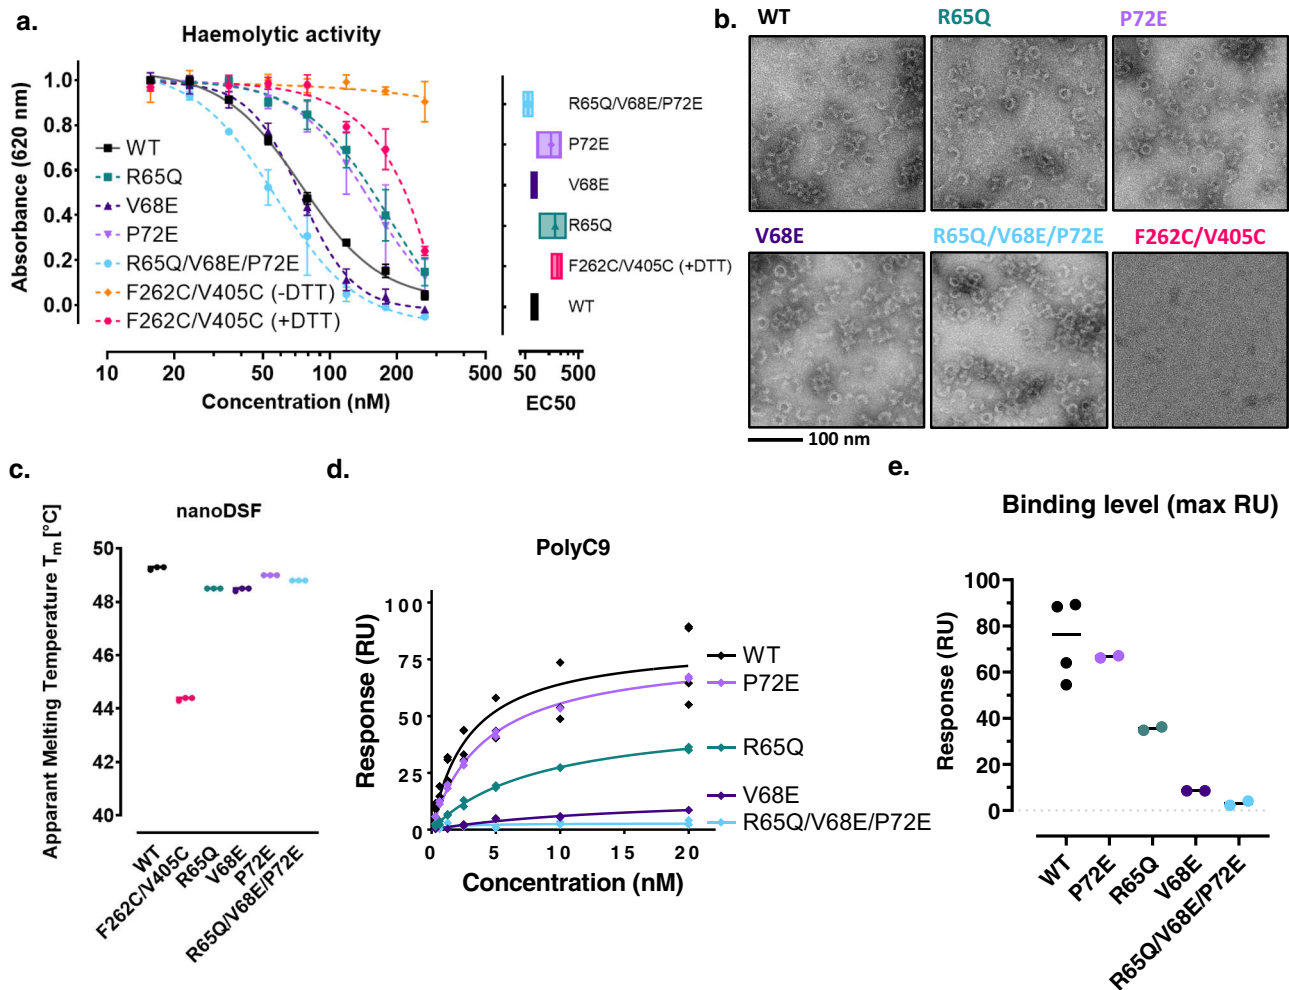 a.
Haemolytic activity
Absorbance (620 nm)
1.0
0.8
0.6
0.4
0.2
0.0
WT
R65Q
V68E
P72E
R65Q/V68E/P72E
F262C/V405C (-DTT)
F262C/V405C (+DTT)
10 20 50 100 200 500
Concentration (nM)
R65Q/V68E/P72E
P72E
V68E
R65Q
F262C/V405C (+DTT)
WT
50 500
EC50
b.
WT
R65Q
P72E
V68E
R65Q/V68E/P72E
F262C/V405C
100 nm
c.
nanoDSF
Apparant Melting Temperature Tm [°C]
50
48
46
44
42
40
WT
F262C/V405C
R65Q
V68E
P72E
R65Q/V68E/P72E
d.
PolyC9
Response (RU)
100
75
50
25
0
0 5 10 15 20
Concentration (nM)
WT
P72E
R65Q
V68E
R65Q/V68E/P72E
e.
Binding level (max RU)
Response (RU)
100
80
60
40
20
0
WT
P72E
R65Q
V68E
R65Q/V68E/P72E